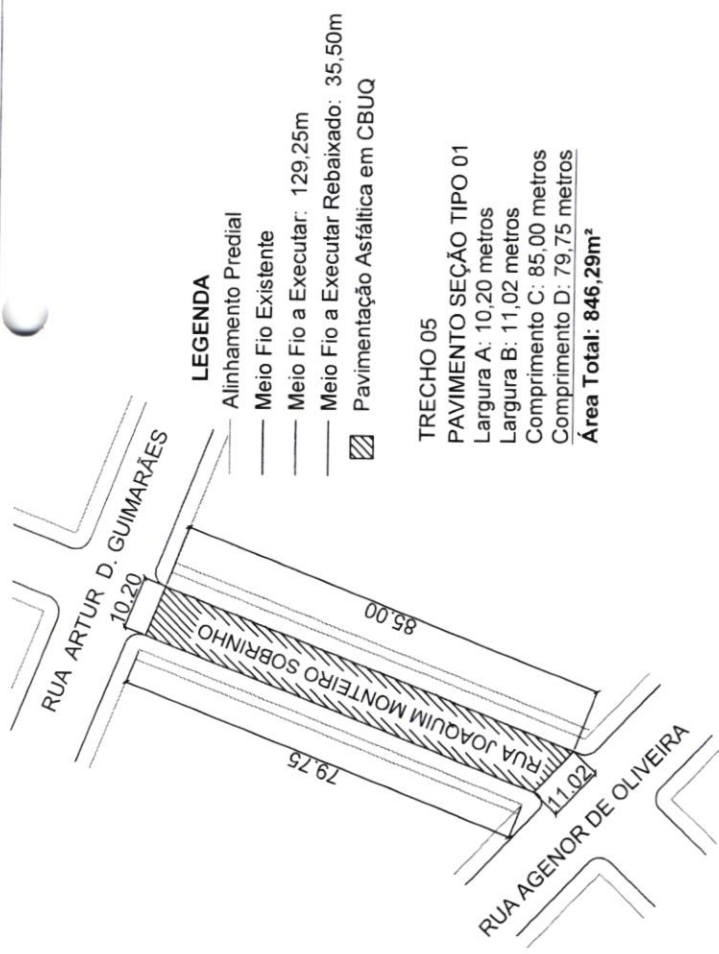 LEGENDA
Alinhamento Predial
Meio Fio Existente
Meio Fio a Executar: 129,25m
Meio Fio a Executar Rebaixado: 35,50m
Pavimentação Asfáltica em CBUQ
TRECHO 05
PAVIMENTO SEÇÃO TIPO 01
Largura A: 10,20 metros
Largura B: 11,02 metros
Comprimento C: 85,00 metros
Comprimento D: 79,75 metros
Área Total: 846,29m²
RUA ARTUR D. GUIMARÃES
10.20
RUA JOAQUIM MONTEIRO SOBRINHO
85.00
79.75
11.02
RUA AGENOR DE OLIVEIRA